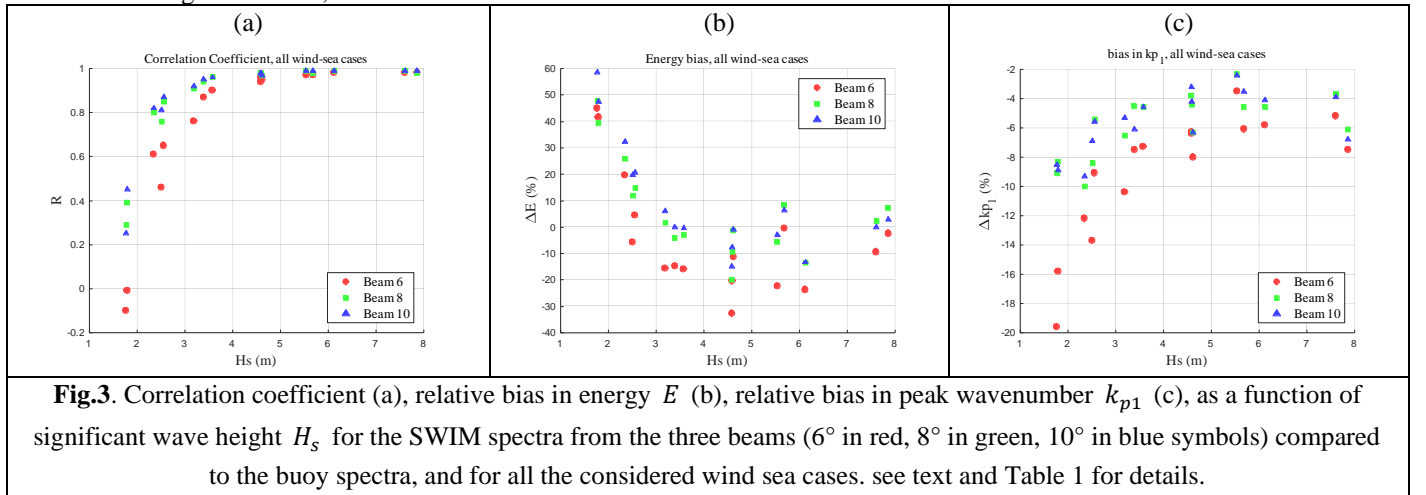 (a)
Correlation Coefficient, all wind-sea cases
1
0.8
0.6
0.4
0.2
0
-0.2
R
1 2 3 4 5 6 7 8
Hs (m)
Beam 6
Beam 8
Beam 10
(b)
Energy bias, all wind-sea cases
60
50
40
30
20
10
0
-10
-20
-30
-40
ΔE (%)
1 2 3 4 5 6 7 8
Hs (m)
Beam 6
Beam 8
Beam 10
(c)
bias in kp₁, all wind-sea cases
-2
-4
-6
-8
-10
-12
-14
-16
-18
-20
Δkp₁ (%)
1 2 3 4 5 6 7 8
Hs (m)
Beam 6
Beam 8
Beam 10
Fig.3. Correlation coefficient (a), relative bias in energy E (b), relative bias in peak wavenumber kₚ₁ (c), as a function of
significant wave height Hₛ for the SWIM spectra from the three beams (6° in red, 8° in green, 10° in blue symbols) compared
to the buoy spectra, and for all the considered wind sea cases. see text and Table 1 for details.